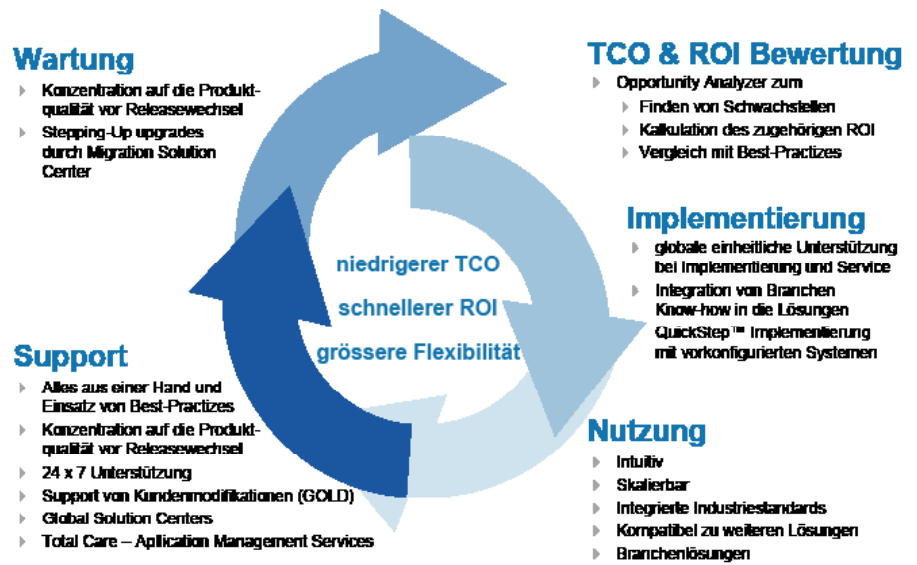 Wartung
Konzentration auf die Produkt-
qualität vor Releasewechsel
Stepping-Up upgrades
durch Migration Solution
Center
TCO & ROI Bewertung
Opportunity Analyzer zum
Finden von Schwachstellen
Kalkulation des zugehörigen ROI
Vergleich mit Best-Practizes
Implementierung
globale einheitliche Unterstützung
bei Implementierung und Service
Integration von Branchen
Know-how in die Lösungen
QuickStep™ Implementierung
mit vorkonfigurierten Systemen
niedrigerer TCO
schnellerer ROI
grössere Flexibilität
Support
Alles aus einer Hand und
Einsatz von Best-Practizes
Konzentration auf die Produkt-
qualität vor Releasewechsel
24 x 7 Unterstützung
Support von Kundenmodifikationen (GOLD)
Global Solution Centers
Total Care – Apllication Management Services
Nutzung
Intuitiv
Skalierbar
Integrierte Industriestandards
Kompatibel zu weiteren Lösungen
Branchenlösungen